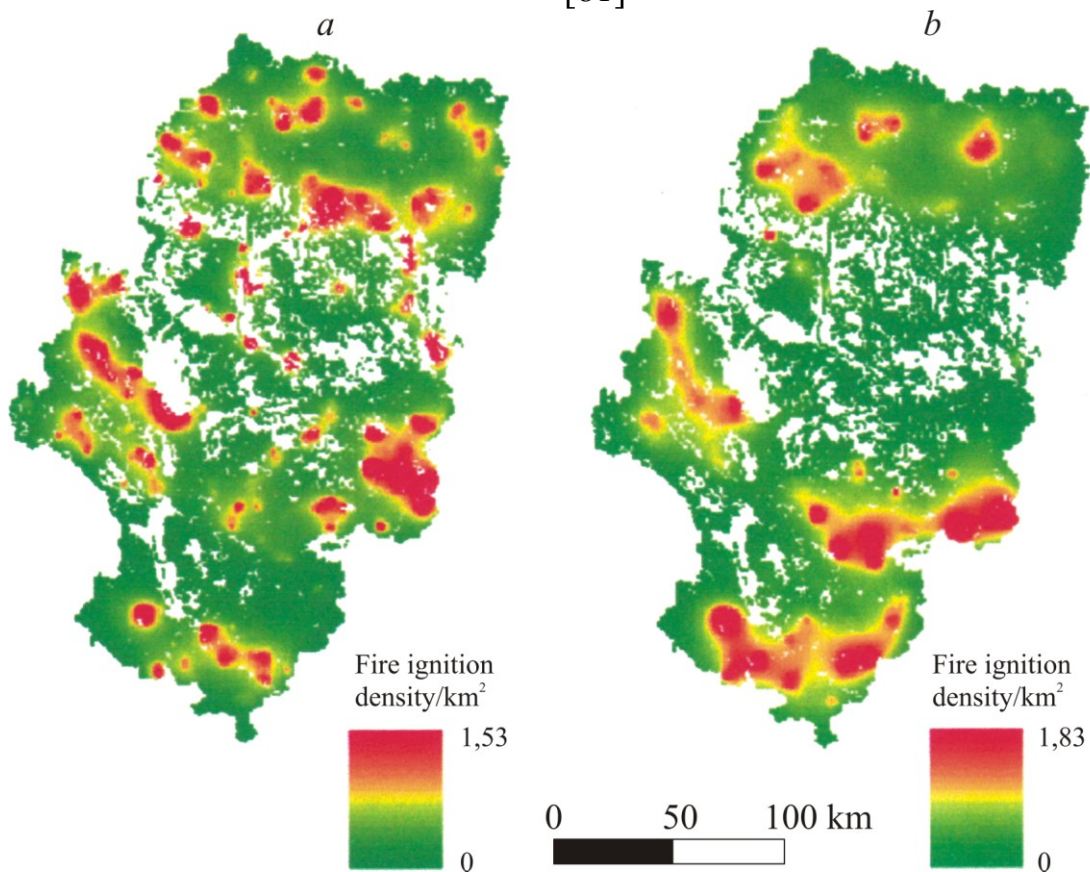 a
b
Fire ignition
density/km²
1,53
0
0 50 100 km
Fire ignition
density/km²
1,83
0